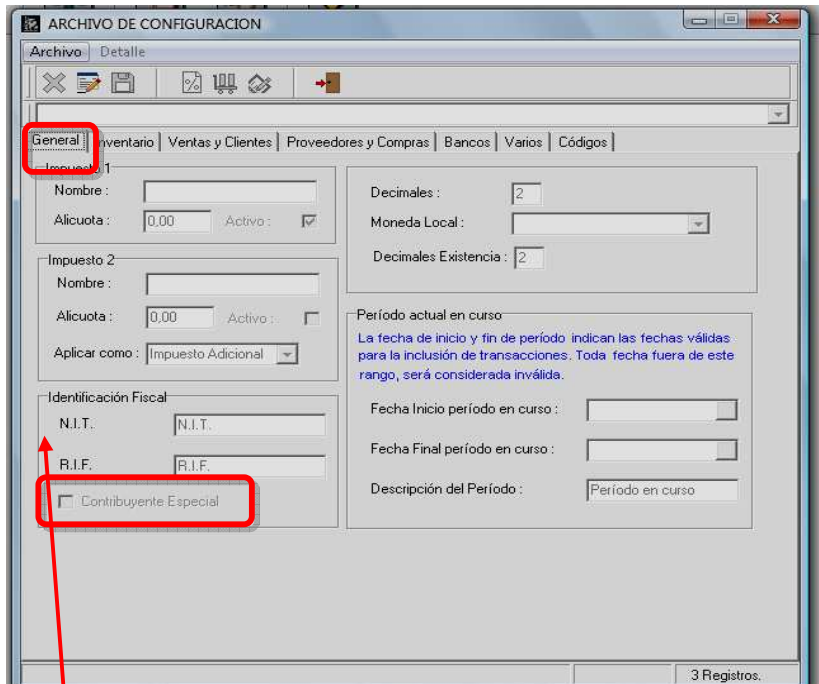 ARCHIVO DE CONFIGURACION
Archivo Detalle
General Inventario Ventas y Clientes Proveedores y Compras Bancos Varios Códigos
Impuesto 1
Nombre :
Alicuota : 0,00 Activo :
Decimales : 2
Moneda Local :
Decimales Existencia : 2
Impuesto 2
Nombre :
Alicuota : 0,00 Activo :
Aplicar como : Impuesto Adicional
Período actual en curso
La fecha de inicio y fin de período indican las fechas válidas
para la inclusión de transacciones. Toda fecha fuera de este
rango, será considerada inválida.
Fecha Inicio período en curso :
Fecha Final período en curso :
Descripción del Período : Período en curso
Identificación Fiscal
N.I.T. N.I.T.
R.I.F. R.I.F.
Contribuyente Especial
3 Registros.